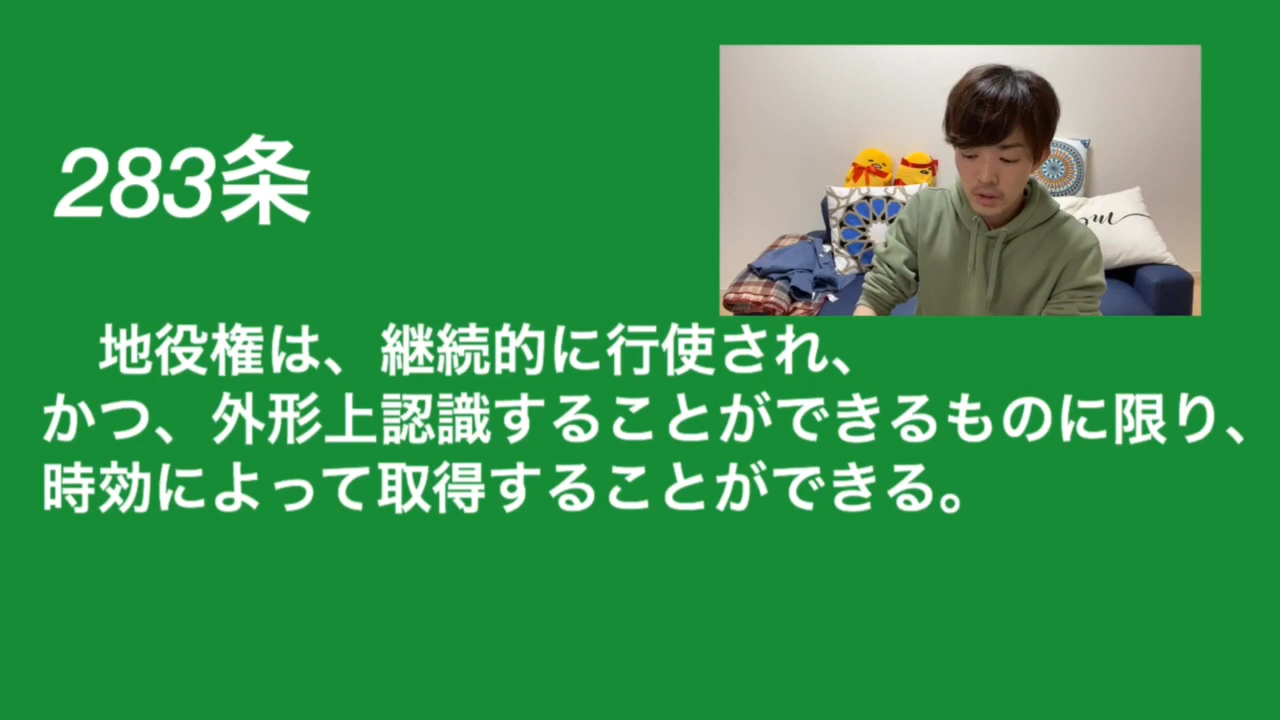 283条
地役権は、継続的に行使され、
かつ、外形上認識することができるものに限り、
時効によって取得することができる。